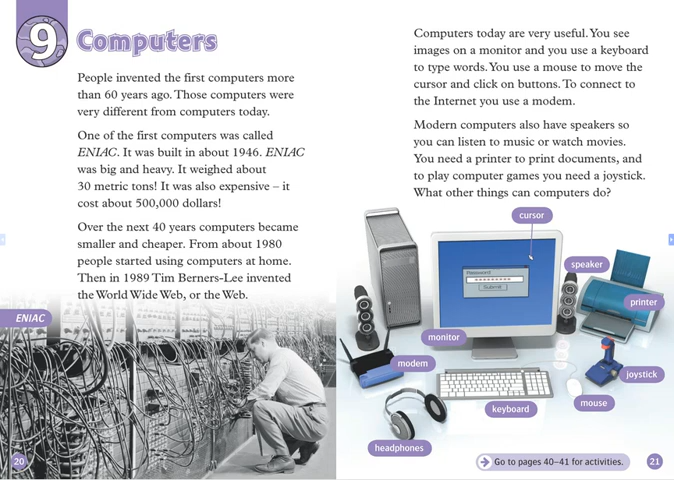 9 Computers
People invented the first computers more
than 60 years ago. Those computers were
very different from computers today.
One of the first computers was called
ENIAC. It was built in about 1946. ENIAC
was big and heavy. It weighed about
30 metric tons! It was also expensive – it
cost about 500,000 dollars!
Over the next 40 years computers became
smaller and cheaper. From about 1980
people started using computers at home.
Then in 1989 Tim Berners-Lee invented
the World Wide Web, or the Web.
ENIAC
20
Computers today are very useful. You see
images on a monitor and you use a keyboard
to type words. You use a mouse to move the
cursor and click on buttons. To connect to
the Internet you use a modem.
Modern computers also have speakers so
you can listen to music or watch movies.
You need a printer to print documents, and
to play computer games you need a joystick.
What other things can computers do?
cursor
speaker
Password
Submit
printer
monitor
modem
joystick
mouse
keyboard
headphones
Go to pages 40–41 for activities.
21